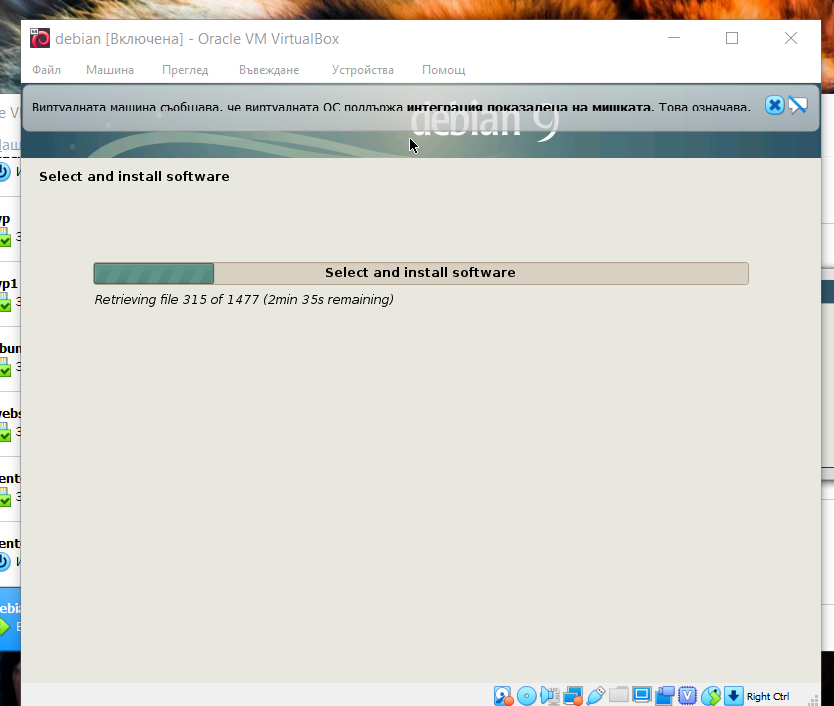 debian [Включена] - Oracle VM VirtualBox
Файл Машина Преглед Въвеждане Устройства Помощ
Виртуалната машина съобщава, че виртуалната ОС поддържа интеграция показалеца на мишката. Това означава,
debian 9
Select and install software
Select and install software
Retrieving file 315 of 1477 (2min 35s remaining)
Right Ctrl